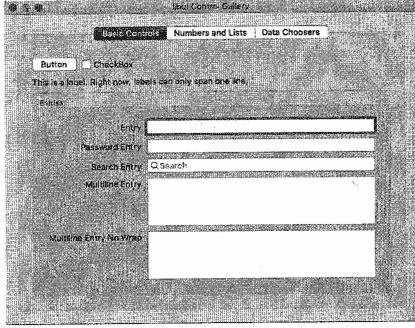 libui Control Gallery
Basic Controls Numbers and Lists Data Choosers
Button CheckBox
This is a label. Right now, labels can only span one line.
Entries
Entry
Password Entry
Search Entry Search
Multiline Entry
Multiline Entry No Wrap